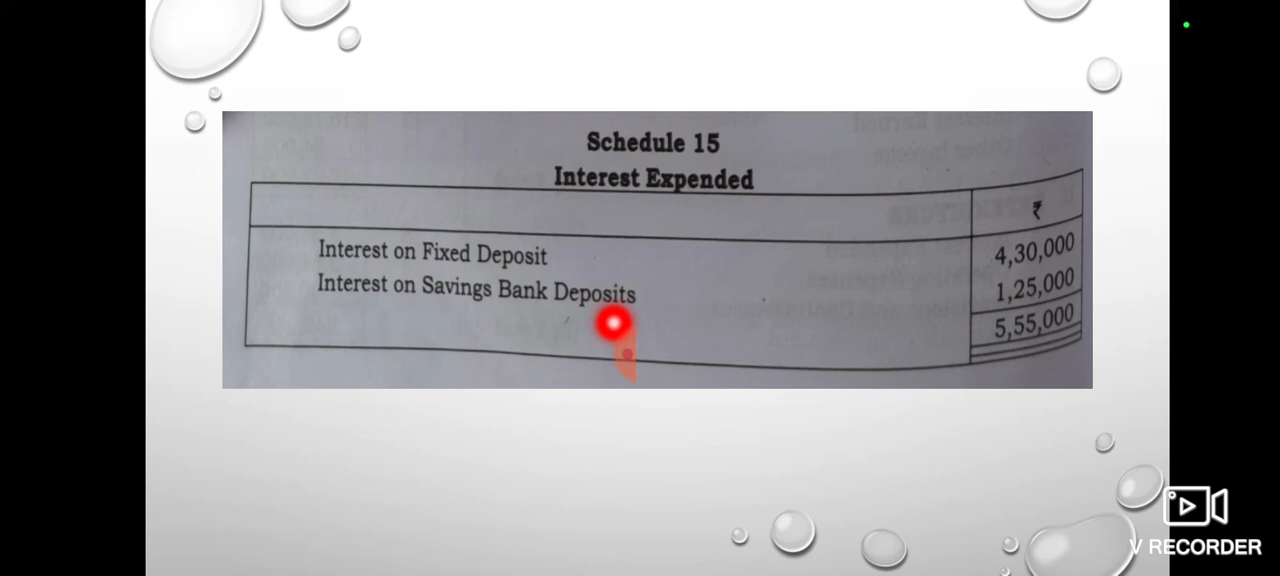 Schedule 15
Interest Expended
₹
Interest on Fixed Deposit 4,30,000
Interest on Savings Bank Deposits 1,25,000
5,55,000
V RECORDER